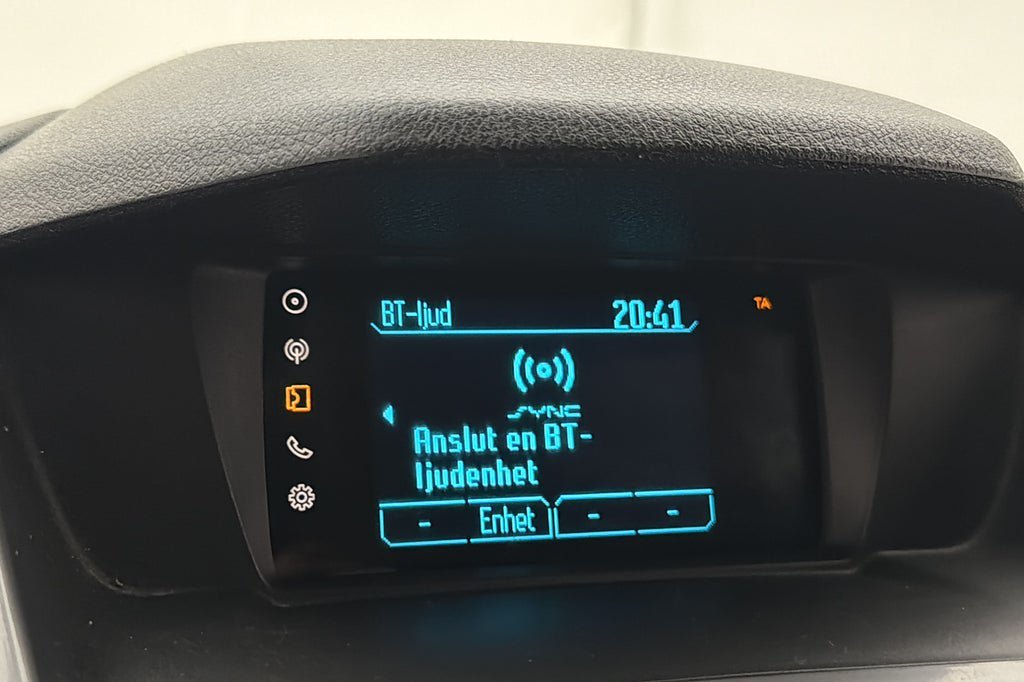 BT-ljud 20:41
TA
SYNC
Anslut en BT-
ljudenhet
- Enhet - -